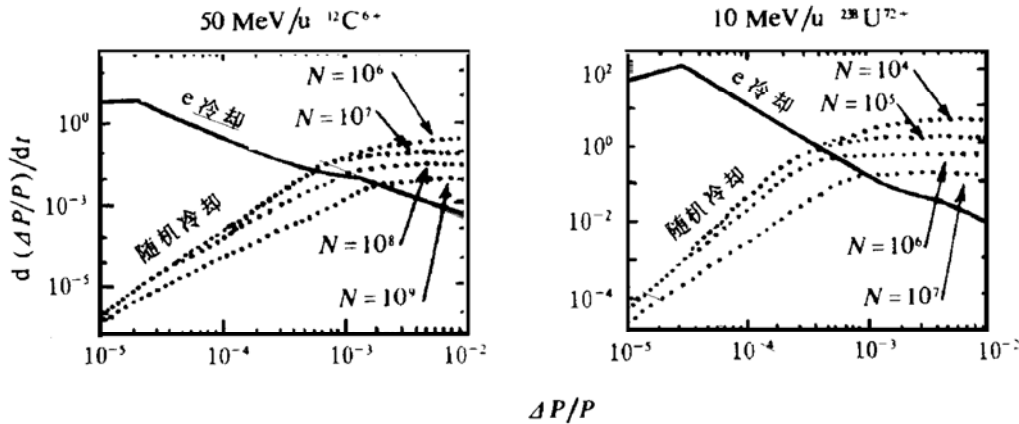 50 MeV/u ¹²C⁶⁺
N = 10⁶
e 冷却
N = 10⁷
随机冷却
N = 10⁸
N = 10⁹
10⁰
10⁻³
10⁻⁵
10⁻⁵ 10⁻⁴ 10⁻³ 10⁻²
d (ΔP/P)/dt
10 MeV/u ²³⁸U⁷²⁺
N = 10⁴
e 冷却
N = 10⁵
随机冷却
N = 10⁶
N = 10⁷
10²
10⁰
10⁻²
10⁻⁴
10⁻⁵ 10⁻⁴ 10⁻³ 10⁻²
ΔP/P